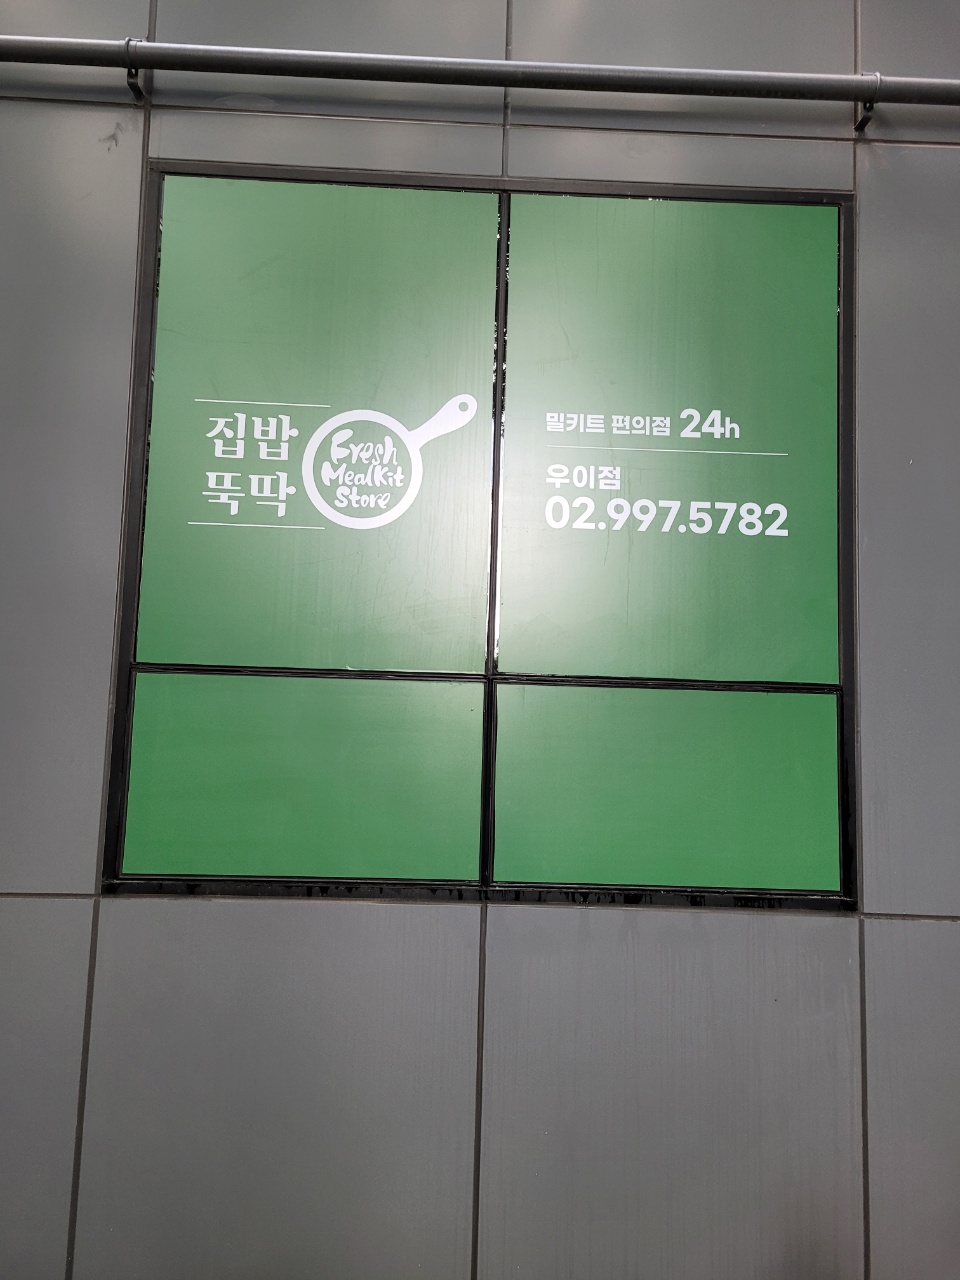 집밥
뚝딱
Fresh
MealKit
Store
밀키트 편의점 24h
우이점
02.997.5782